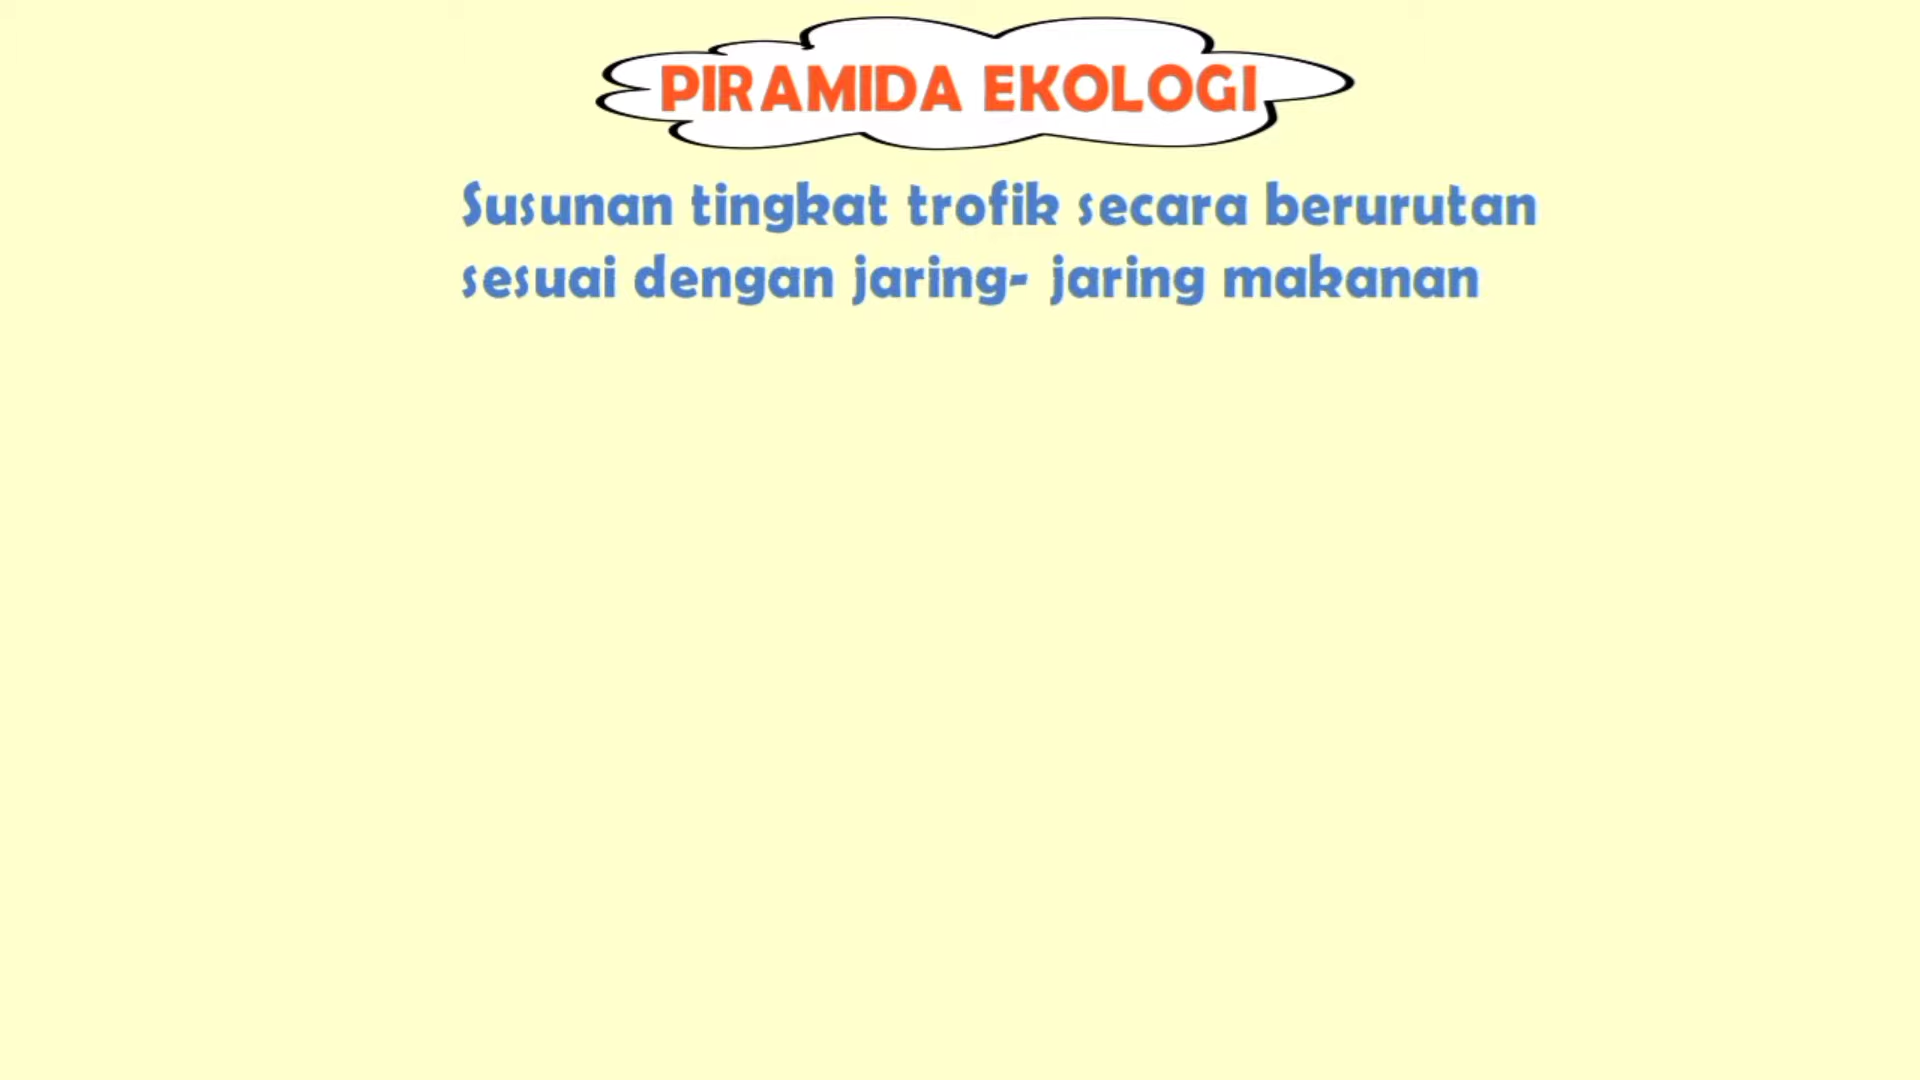 PIRAMIDA EKOLOGI
Susunan tingkat trofik secara berurutan
sesuai dengan jaring- jaring makanan